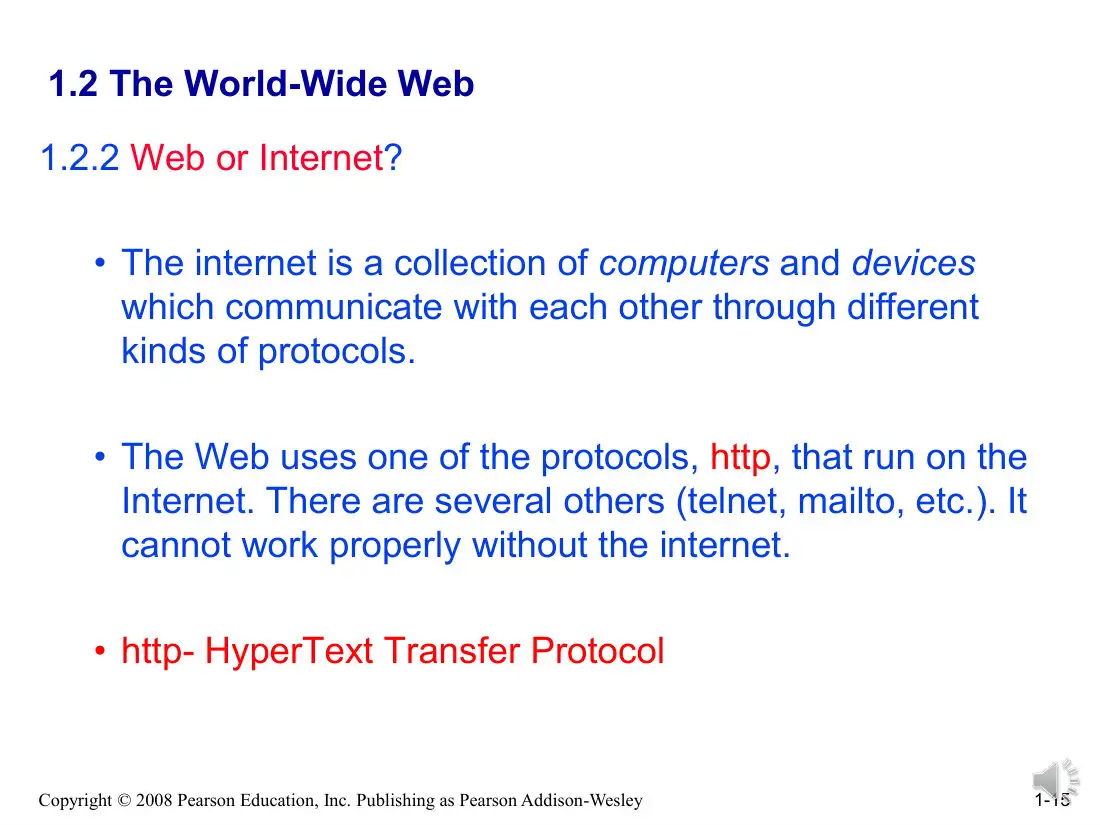 1.2 The World-Wide Web
1.2.2 Web or Internet?
• The internet is a collection of computers and devices
which communicate with each other through different
kinds of protocols.
• The Web uses one of the protocols, http, that run on the
Internet. There are several others (telnet, mailto, etc.). It
cannot work properly without the internet.
• http- HyperText Transfer Protocol
Copyright © 2008 Pearson Education, Inc. Publishing as Pearson Addison-Wesley
1-15